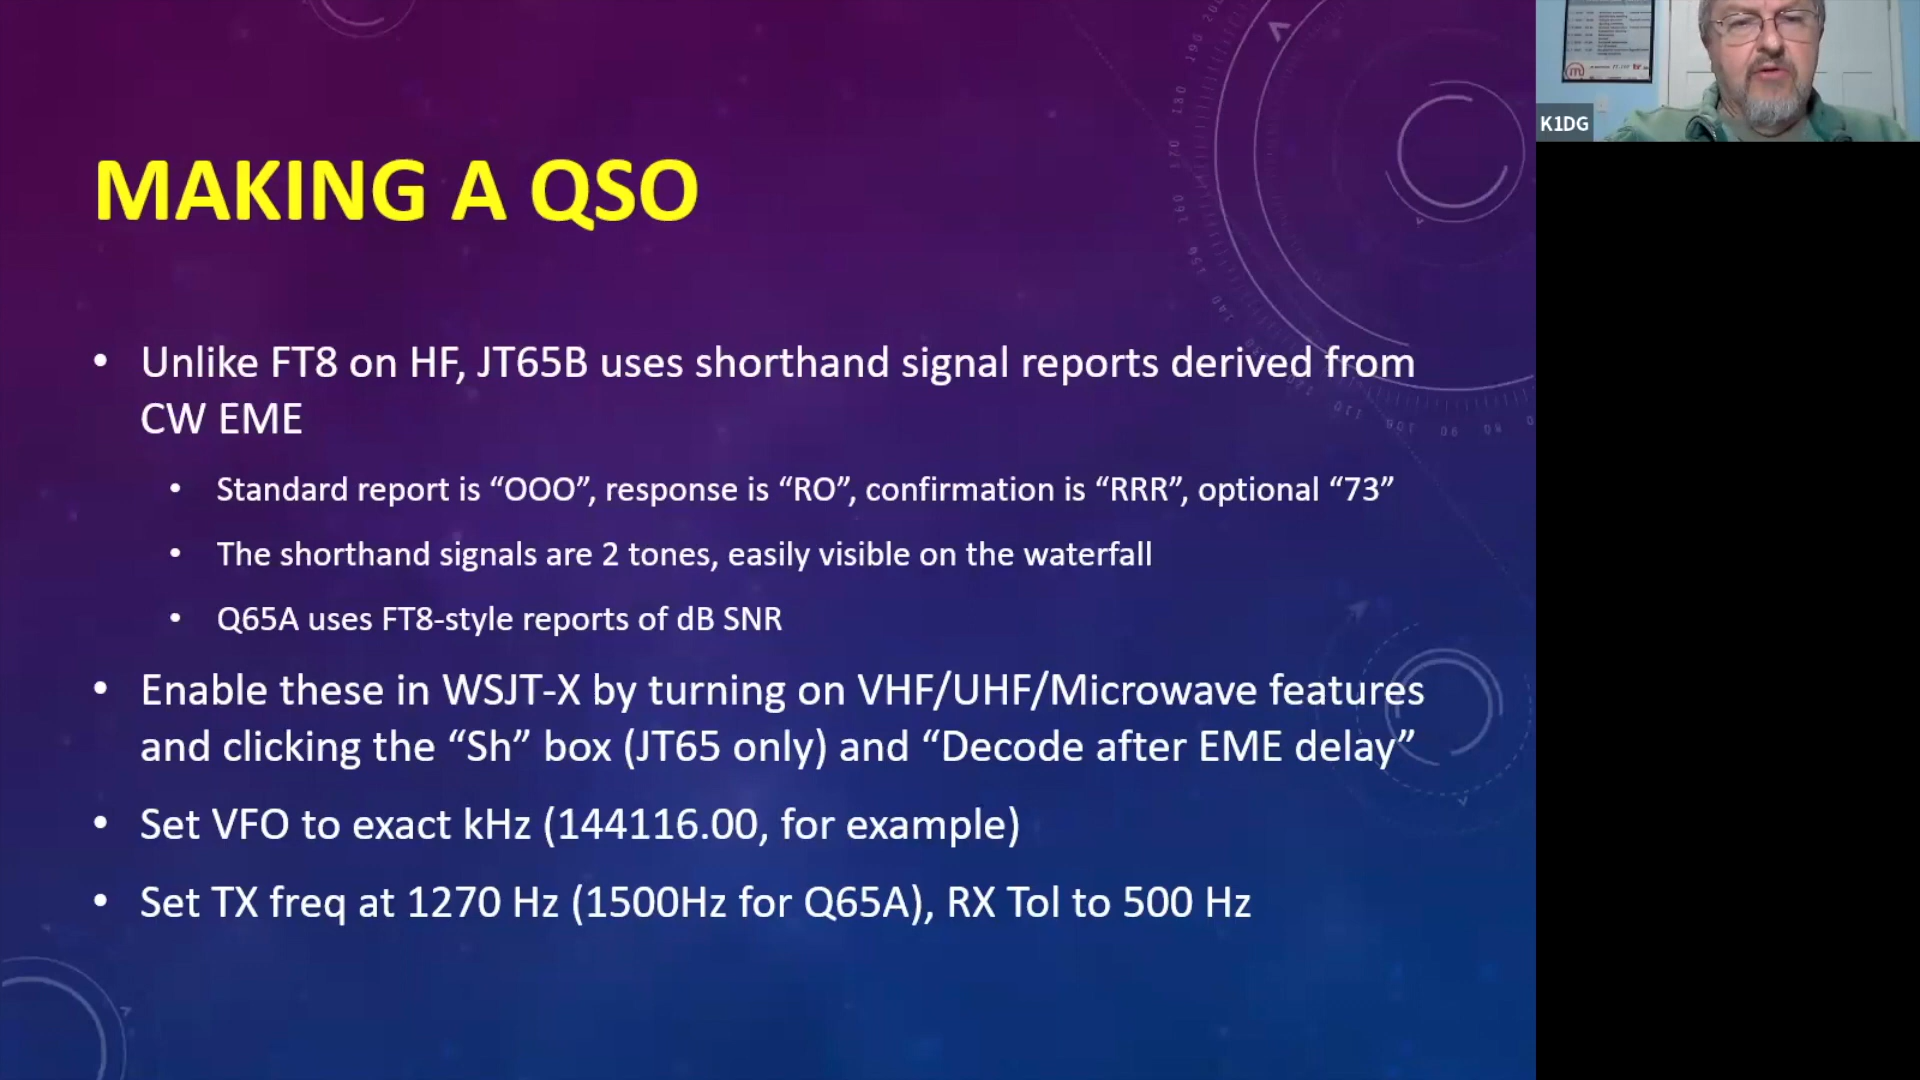 MAKING A QSO
• Unlike FT8 on HF, JT65B uses shorthand signal reports derived from
CW EME
• Standard report is “OOO”, response is “RO”, confirmation is “RRR”, optional “73”
• The shorthand signals are 2 tones, easily visible on the waterfall
• Q65A uses FT8-style reports of dB SNR
• Enable these in WSJT-X by turning on VHF/UHF/Microwave features
and clicking the “Sh” box (JT65 only) and “Decode after EME delay”
• Set VFO to exact kHz (144116.00, for example)
• Set TX freq at 1270 Hz (1500Hz for Q65A), RX Tol to 500 Hz
K1DG